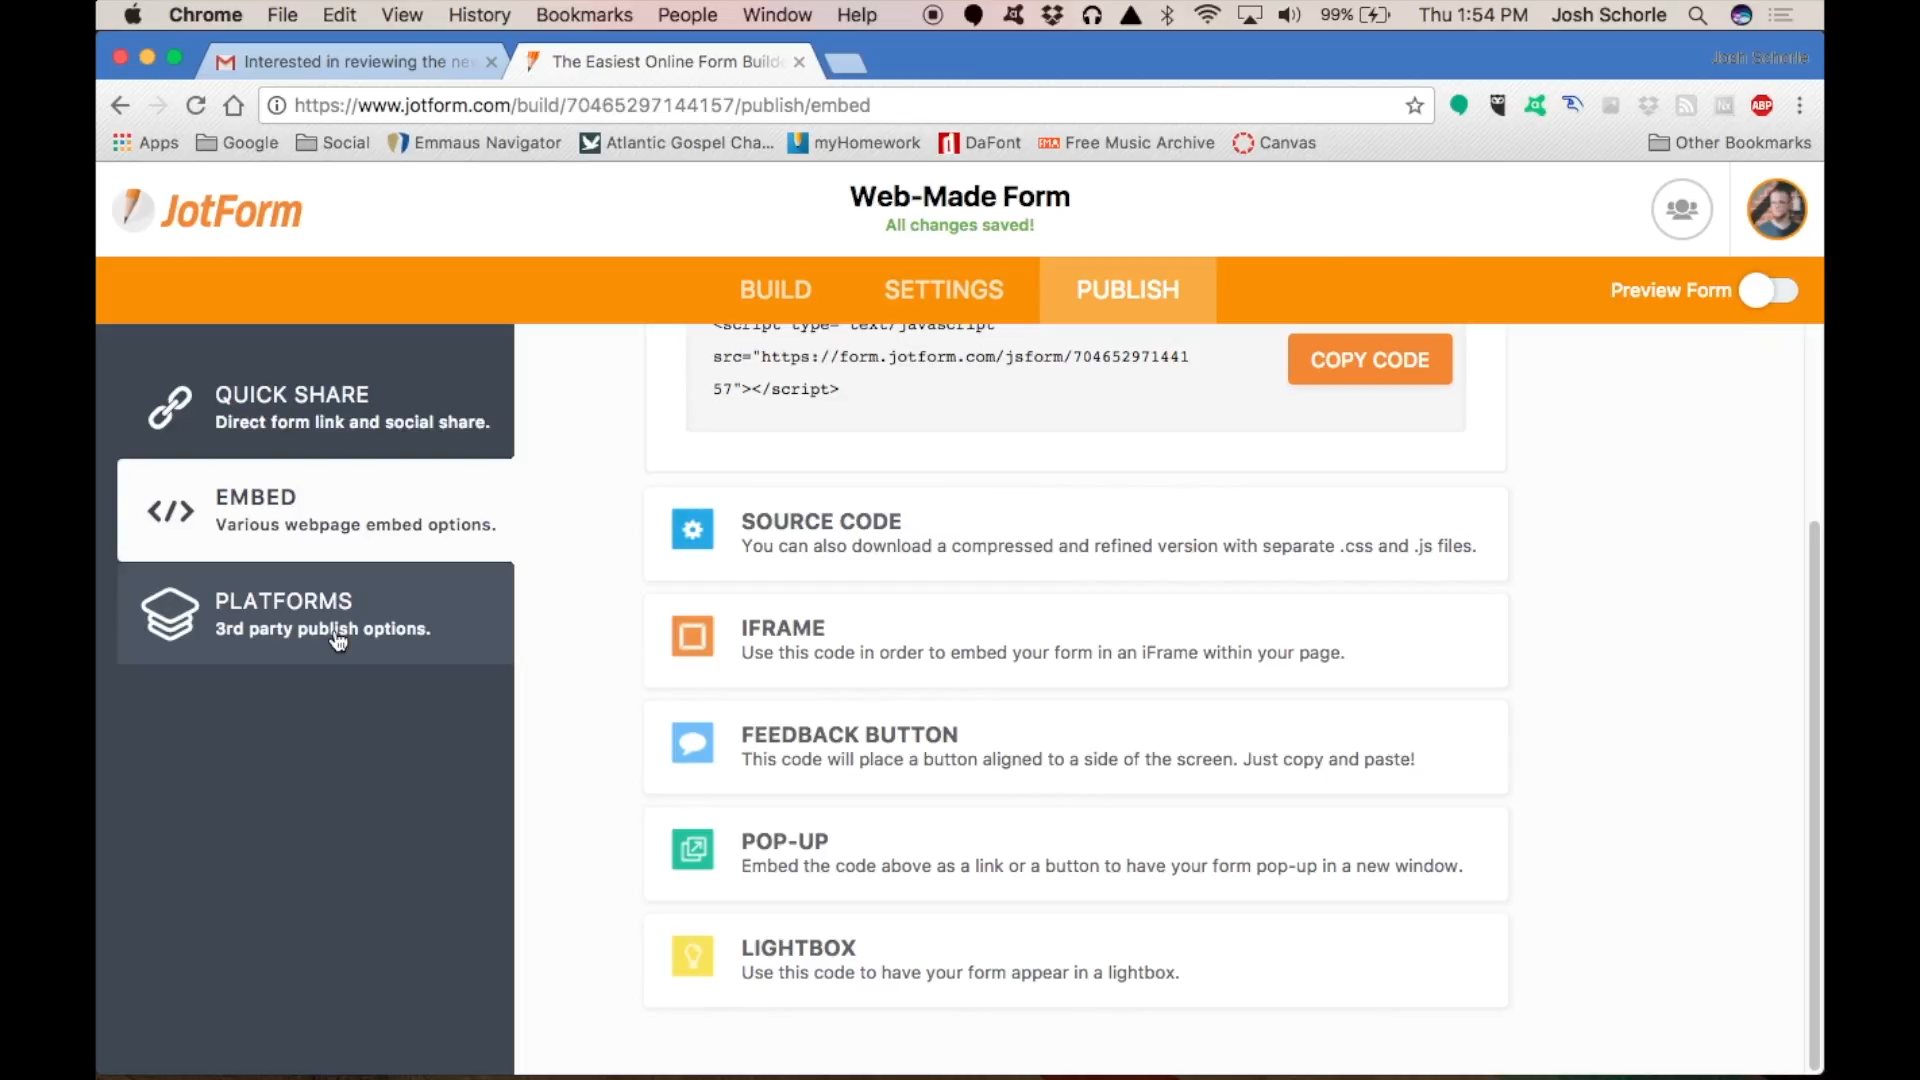 Chrome File Edit View History Bookmarks People Window Help 99% Thu 1:54 PM Josh Schorle
Interested in reviewing the ne
The Easiest Online Form Build
Josh Schorle
https://www.jotform.com/build/70465297144157/publish/embed
ABP
Apps Google Social Emmaus Navigator Atlantic Gospel Cha... myHomework DaFont FMA Free Music Archive Canvas Other Bookmarks
JotForm
Web-Made Form
All changes saved!
BUILD SETTINGS PUBLISH
Preview Form
QUICK SHARE
Direct form link and social share.
EMBED
Various webpage embed options.
PLATFORMS
3rd party publish options.
<script type="text/javascript"
src="https://form.jotform.com/jsform/704652971441
57"></script>
COPY CODE
SOURCE CODE
You can also download a compressed and refined version with separate .css and .js files.
IFRAME
Use this code in order to embed your form in an iFrame within your page.
FEEDBACK BUTTON
This code will place a button aligned to a side of the screen. Just copy and paste!
POP-UP
Embed the code above as a link or a button to have your form pop-up in a new window.
LIGHTBOX
Use this code to have your form appear in a lightbox.